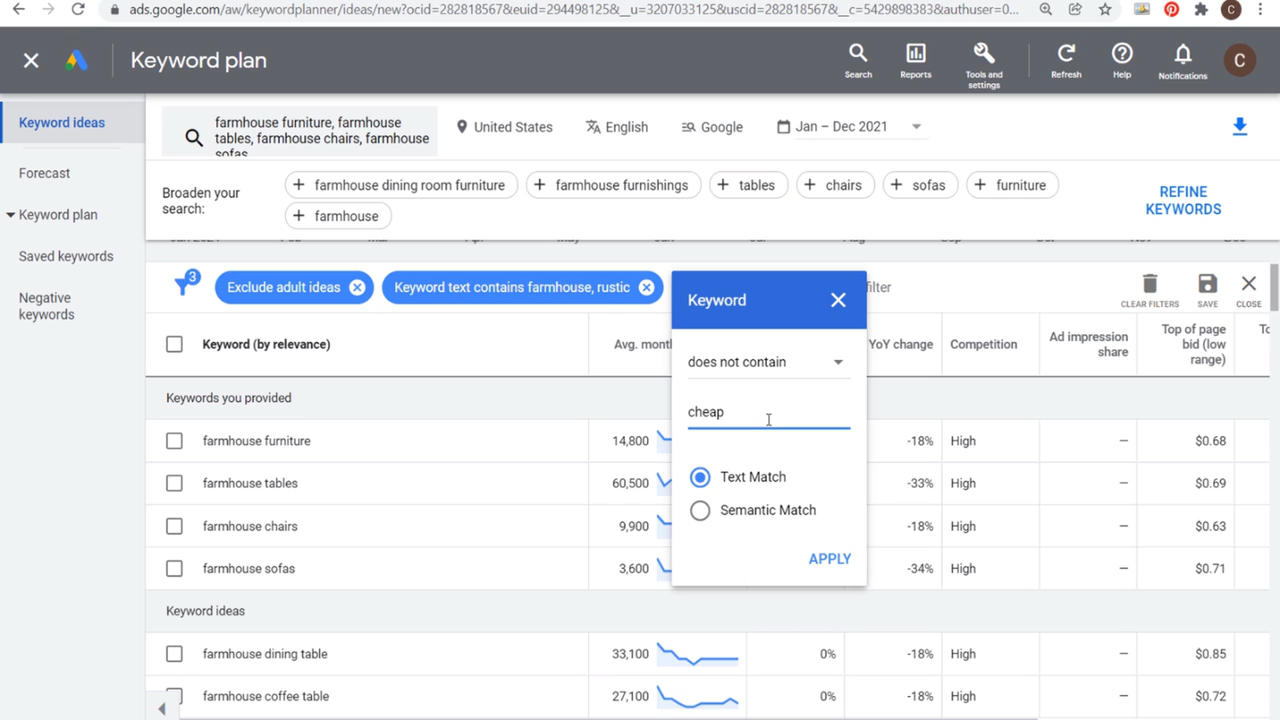 ads.google.com/aw/keywordplanner/ideas/new?ocid=282818567&euid=294498125&__u=3207033125&uscid=282818567&__c=5429898383&authuser=0...
C
Keyword plan
Search
Reports
Tools and settings
Refresh
Help
Notifications
C
Keyword ideas
Forecast
Keyword plan
Saved keywords
Negative
keywords
farmhouse furniture, farmhouse
tables, farmhouse chairs, farmhouse
sofas
United States
English
Google
Jan – Dec 2021
Broaden your
search:
+ farmhouse dining room furniture
+ farmhouse furnishings
+ tables
+ chairs
+ sofas
+ furniture
+ farmhouse
REFINE
KEYWORDS
3
Exclude adult ideas
Keyword text contains farmhouse, rustic
filter
CLEAR FILTERS
SAVE
CLOSE
Keyword
does not contain
cheap
Text Match
Semantic Match
APPLY
Keyword (by relevance)
YoY change
Competition
Ad impression
share
Top of page
bid (low
range)
Keywords you provided
farmhouse furniture 14,800 -18% High – $0.68
farmhouse tables 60,500 -33% High – $0.69
farmhouse chairs 9,900 -18% High – $0.63
farmhouse sofas 3,600 -34% High – $0.71
Keyword ideas
farmhouse dining table 33,100 0% -18% High – $0.85
farmhouse coffee table 27,100 0% -18% High – $0.72